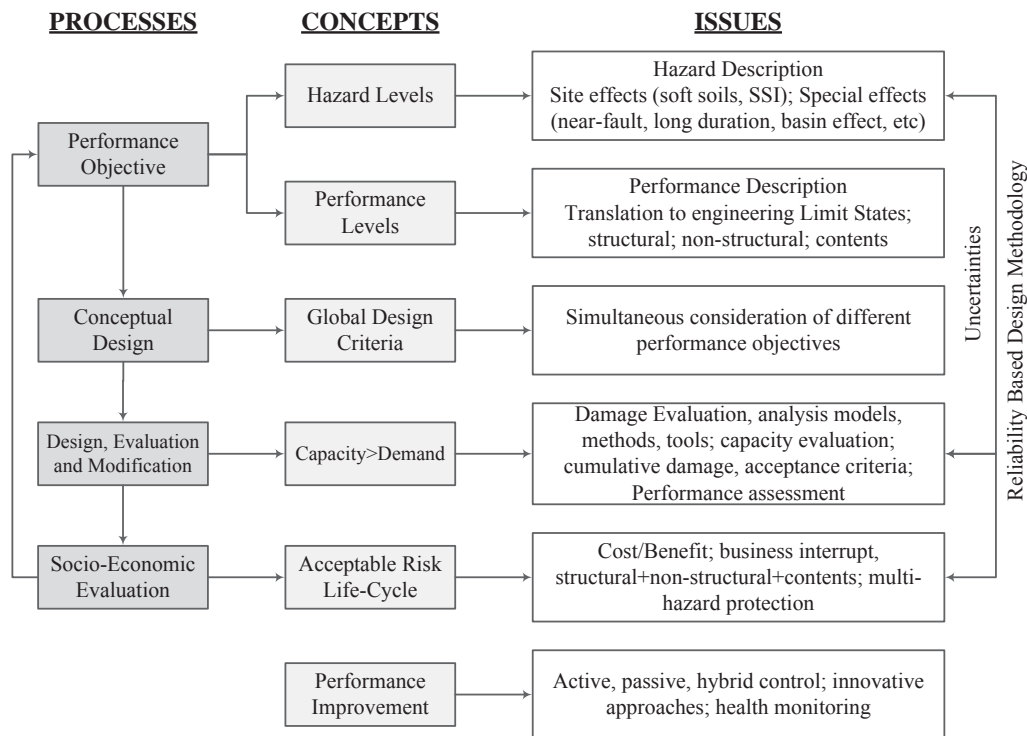 PROCESSES
CONCEPTS
ISSUES
Performance
Objective
Hazard Levels
Hazard Description
Site effects (soft soils, SSI); Special effects
(near-fault, long duration, basin effect, etc)
Performance
Levels
Performance Description
Translation to engineering Limit States;
structural; non-structural; contents
Conceptual
Design
Global Design
Criteria
Simultaneous consideration of different
performance objectives
Design, Evaluation
and Modification
Capacity>Demand
Damage Evaluation, analysis models,
methods, tools; capacity evaluation;
cumulative damage, acceptance criteria;
Performance assessment
Socio-Economic
Evaluation
Acceptable Risk
Life-Cycle
Cost/Benefit; business interrupt,
structural+non-structural+contents; multi-
hazard protection
Performance
Improvement
Active, passive, hybrid control; innovative
approaches; health monitoring
Uncertainties
Reliability Based Design Methodology